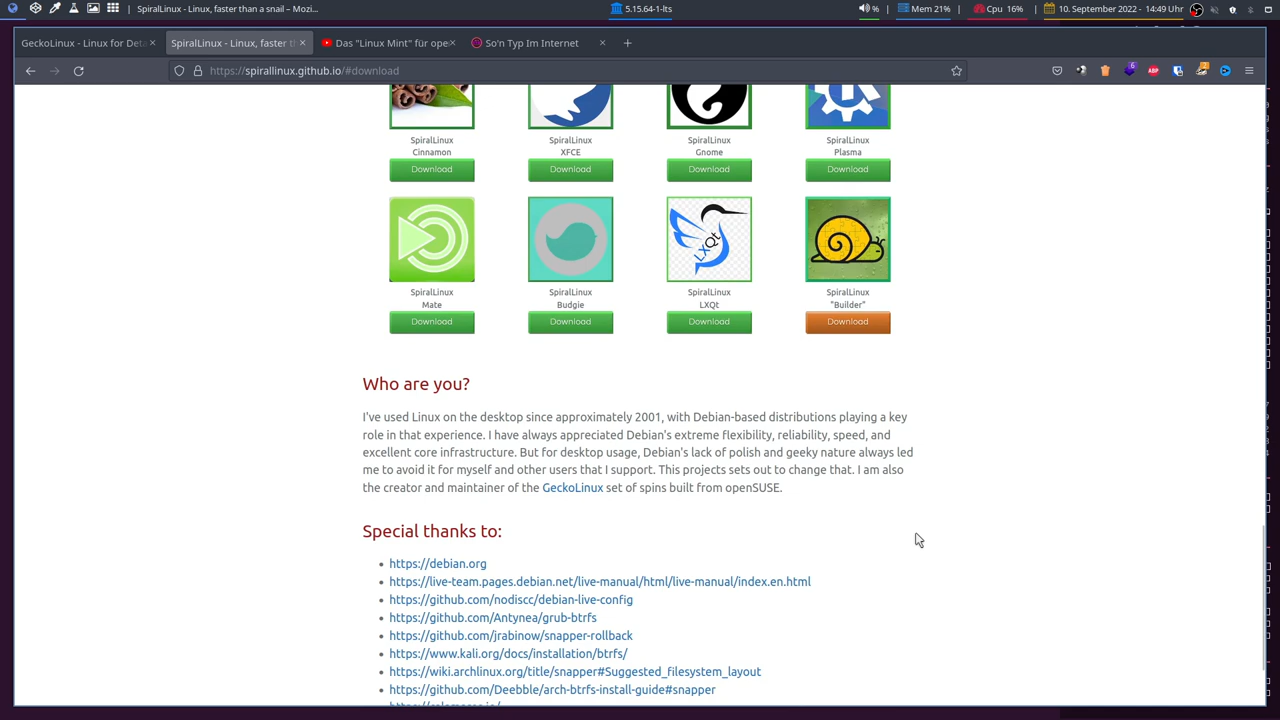 5.15.64-1-lts
SpiralLinux - Linux, faster than a snail – Mozi...
%
Mem 21%
Cpu 16%
10. September 2022 - 14:49 Uhr
GeckoLinux - Linux for Det
SpiralLinux - Linux, faster th
Das "Linux Mint" für ope
So'n Typ Im Internet
https://spirallinux.github.io/#download
6
ABP
2
SpiralLinux
Cinnamon
Download
SpiralLinux
XFCE
Download
SpiralLinux
Gnome
Download
SpiralLinux
Plasma
Download
LXQt
SpiralLinux
Mate
Download
SpiralLinux
Budgie
Download
SpiralLinux
LXQt
Download
SpiralLinux
"Builder"
Download
Who are you?
I've used Linux on the desktop since approximately 2001, with Debian-based distributions playing a key
role in that experience. I have always appreciated Debian's extreme flexibility, reliability, speed, and
excellent core infrastructure. But for desktop usage, Debian's lack of polish and geeky nature always led
me to avoid it for myself and other users that I support. This projects sets out to change that. I am also
the creator and maintainer of the GeckoLinux set of spins built from openSUSE.
Special thanks to:
https://debian.org
https://live-team.pages.debian.net/live-manual/html/live-manual/index.en.html
https://github.com/nodiscc/debian-live-config
https://github.com/Antynea/grub-btrfs
https://github.com/jrabinow/snapper-rollback
https://www.kali.org/docs/installation/btrfs/
https://wiki.archlinux.org/title/snapper#Suggested_filesystem_layout
https://github.com/Deebble/arch-btrfs-install-guide#snapper